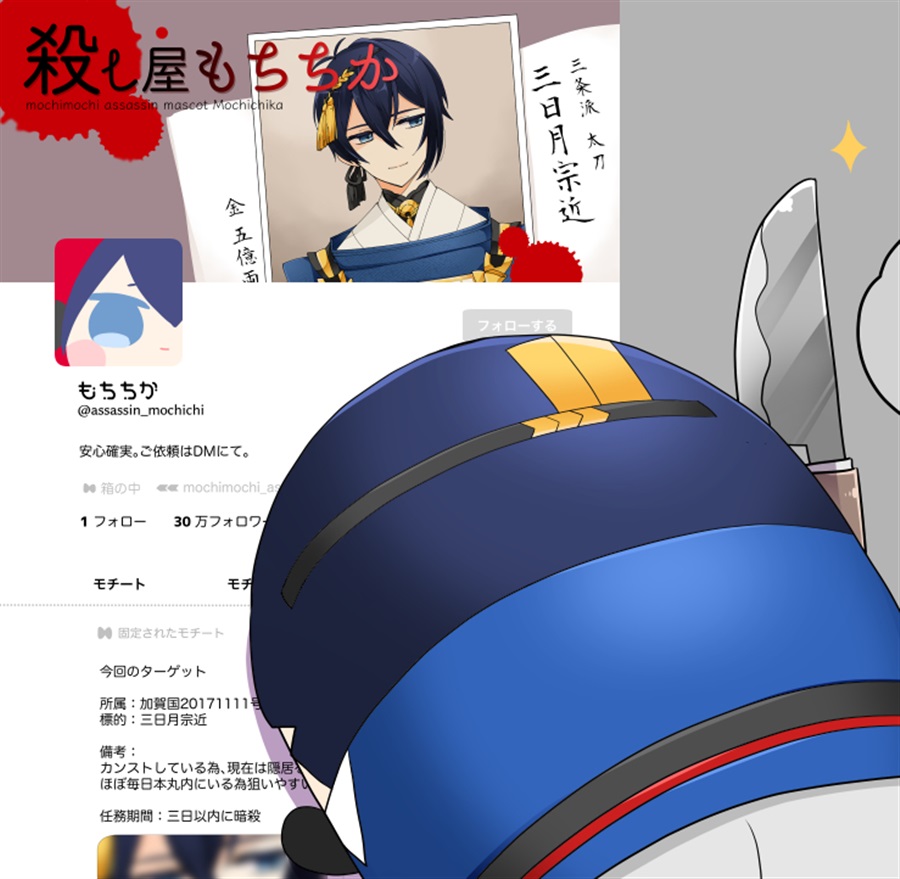 殺し屋もちちか
mochimochi assassin mascot Mochichika
三条派 太刀
三日月宗近
金 五億両
フォローする
もちちか
@assassin_mochichi
安心確実。ご依頼はDMにて。
箱の中 mochimochi_as
1 フォロー 30 万フォロワー
モチート モチ
固定されたモチート
今回のターゲット
所属：加賀国20171111号
標的：三日月宗近
備考：
カンストしている為、現在は隠居
ほぼ毎日本丸内にいる為狙いやすい
任務期間：三日以内に暗殺